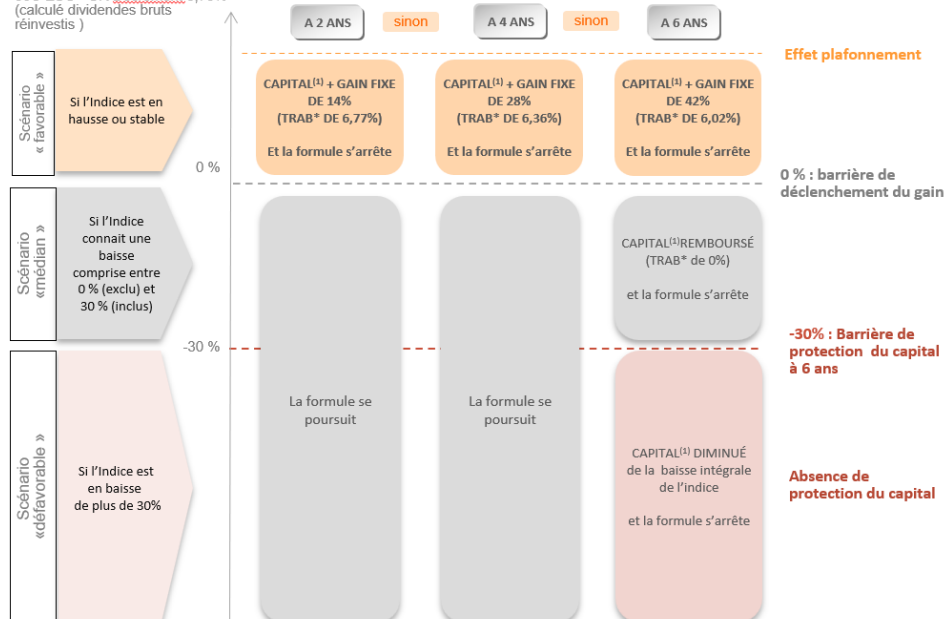 (calculé dividendes bruts
réinvestis )
A 2 ANS
sinon
A 4 ANS
sinon
A 6 ANS
Effet plafonnement
Scénario
« favorable »
Si l'Indice est en
hausse ou stable
CAPITAL(1) + GAIN FIXE
DE 14%
(TRAB* DE 6,77%)
Et la formule s'arrête
CAPITAL(1) + GAIN FIXE
DE 28%
(TRAB* DE 6,36%)
Et la formule s'arrête
CAPITAL(1) + GAIN FIXE
DE 42%
(TRAB* DE 6,02%)
Et la formule s'arrête
0 %
0 % : barrière de
déclenchement du gain
Scénario
«médian »
Si l'Indice
connait une
baisse
comprise entre
0 % (exclu) et
30 % (inclus)
CAPITAL(1)REMBOURSÉ
(TRAB* de 0%)
et la formule s'arrête
-30 %
-30% : Barrière de
protection du capital
à 6 ans
Scénario
«défavorable »
Si l'Indice est
en baisse
de plus de 30%
La formule se
poursuit
La formule se
poursuit
CAPITAL(1) DIMINUÉ
de la baisse intégrale
de l'indice
et la formule s'arrête
Absence de
protection du capital